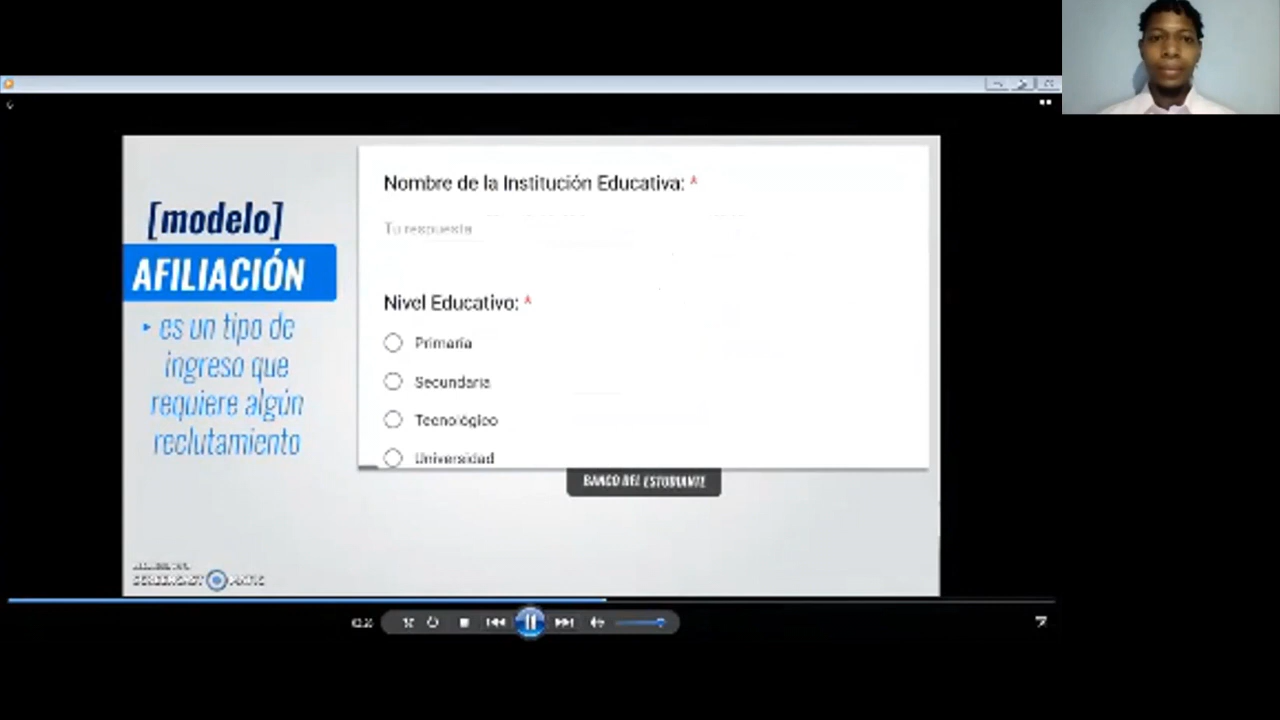 [modelo]
AFILIACIÓN
• es un tipo de
ingreso que
requiere algún
reclutamiento
Nombre de la Institución Educativa: *
Tu respuesta
Nivel Educativo: *
Primaria
Secundaria
Tecnológico
Universidad
BANCO DEL ESTUDIANTE